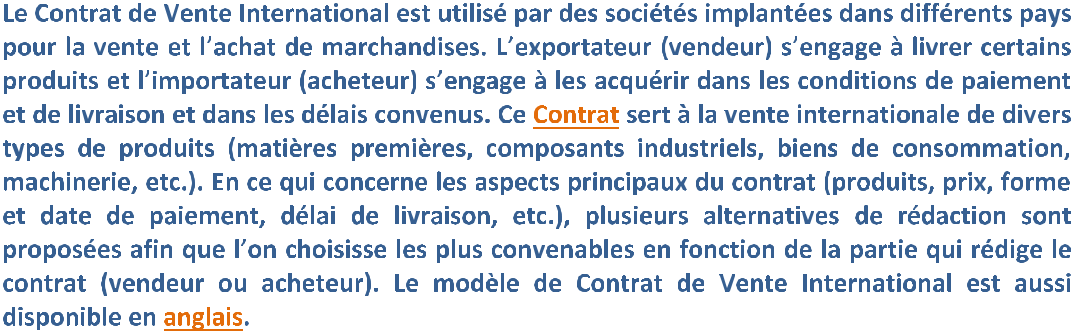 Le Contrat de Vente International est utilisé par des sociétés implantées dans différents pays
pour la vente et l’achat de marchandises. L’exportateur (vendeur) s’engage à livrer certains
produits et l’importateur (acheteur) s’engage à les acquérir dans les conditions de paiement
et de livraison et dans les délais convenus. Ce Contrat sert à la vente internationale de divers
types de produits (matières premières, composants industriels, biens de consommation,
machinerie, etc.). En ce qui concerne les aspects principaux du contrat (produits, prix, forme
et date de paiement, délai de livraison, etc.), plusieurs alternatives de rédaction sont
proposées afin que l’on choisisse les plus convenables en fonction de la partie qui rédige le
contrat (vendeur ou acheteur). Le modèle de Contrat de Vente International est aussi
disponible en anglais.